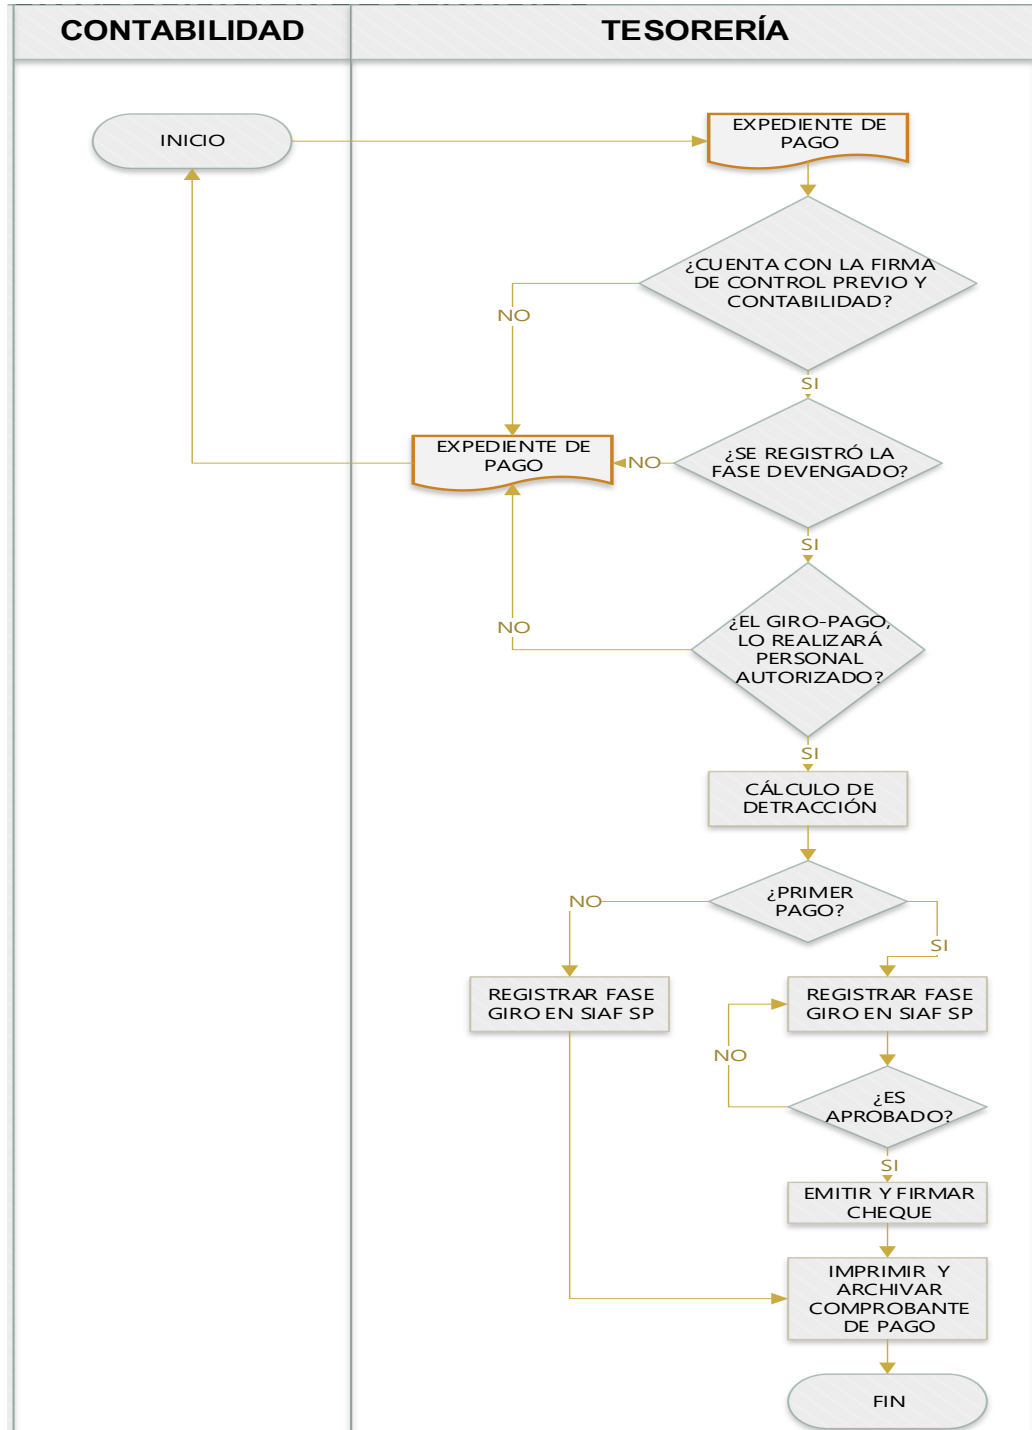 CONTABILIDAD
TESORERÍA
INICIO
EXPEDIENTE DE
PAGO
¿CUENTA CON LA FIRMA
DE CONTROL PREVIO Y
CONTABILIDAD?
NO
SI
EXPEDIENTE DE
PAGO
NO
¿SE REGISTRÓ LA
FASE DEVENGADO?
SI
NO
¿EL GIRO-PAGO,
LO REALIZARÁ
PERSONAL
AUTORIZADO?
SI
CÁLCULO DE
DETRACCIÓN
¿PRIMER
PAGO?
NO
SI
REGISTRAR FASE
GIRO EN SIAF SP
REGISTRAR FASE
GIRO EN SIAF SP
NO
¿ES
APROBADO?
SI
EMITIR Y FIRMAR
CHEQUE
IMPRIMIR Y
ARCHIVAR
COMPROBANTE
DE PAGO
FIN